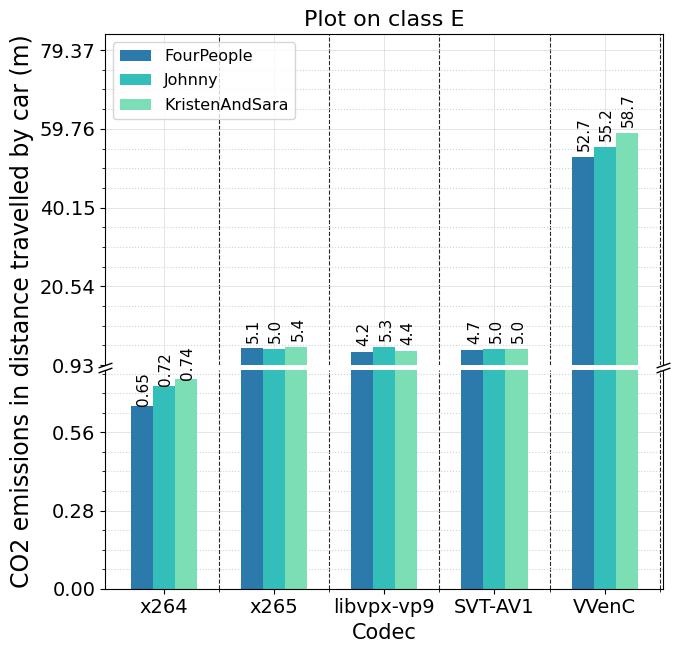 Plot on class E
CO2 emissions in distance travelled by car (m)
79.37
59.76
40.15
20.54
0.93
0.56
0.28
0.00
FourPeople
Johnny
KristenAndSara
0.65
0.72
0.74
5.1
5.0
5.4
4.2
5.3
4.4
4.7
5.0
5.0
52.7
55.2
58.7
x264
x265
libvpx-vp9
SVT-AV1
VVenC
Codec